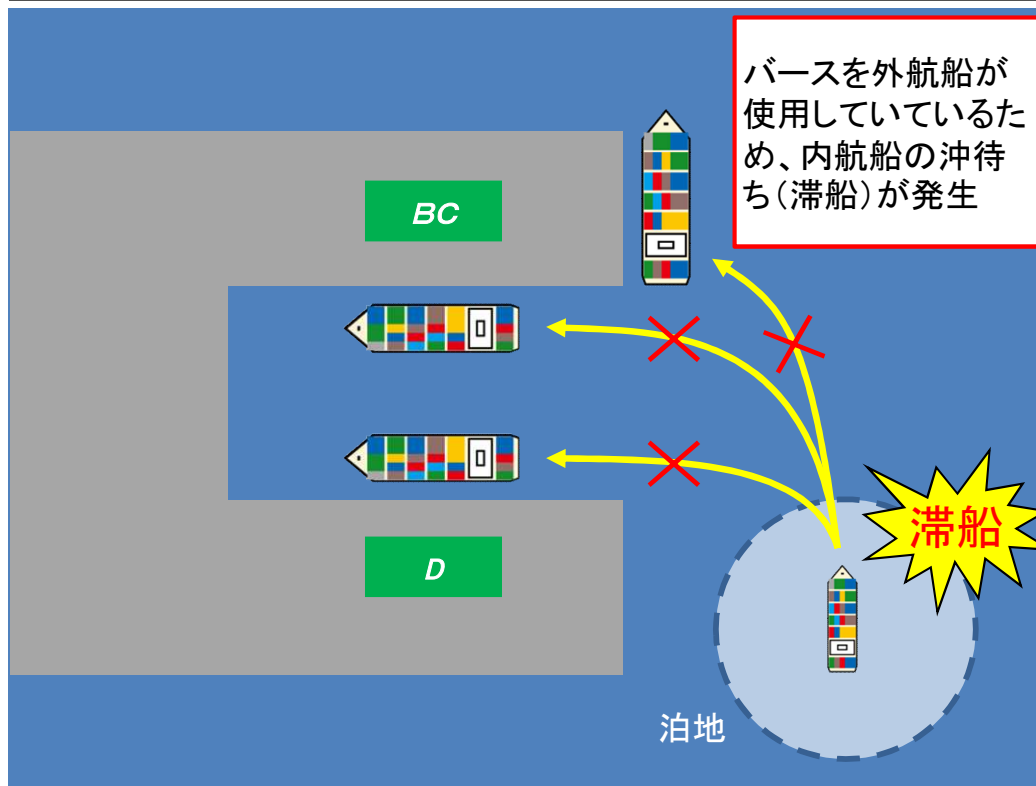 バースを外航船が
使用していているた
め、内航船の沖待
ち（滞船）が発生
BC
D
滞船
泊地